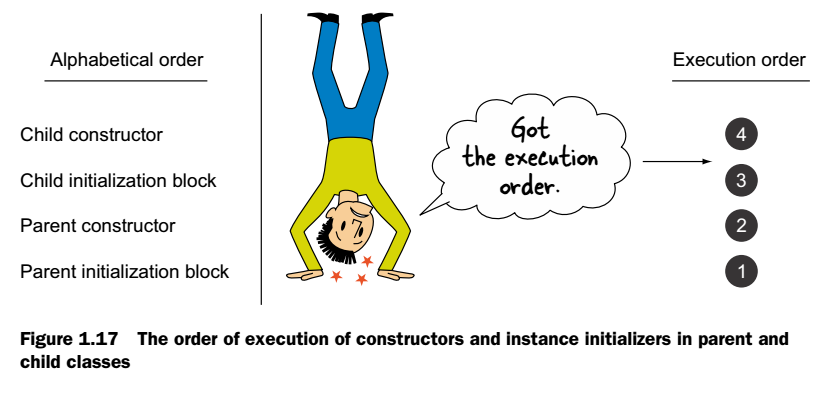 Alphabetical order
Execution order
Child constructor
Child initialization block
Parent constructor
Parent initialization block
Got
the execution
order.
4
3
2
1
Figure 1.17 The order of execution of constructors and instance initializers in parent and
child classes